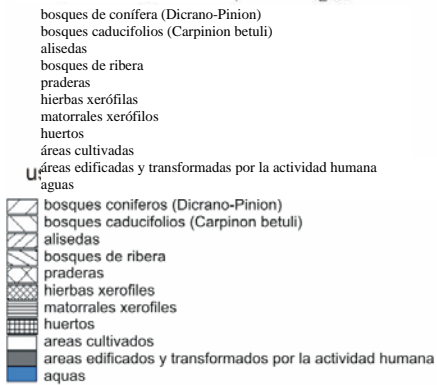 bosques de conífera (Dicrano-Pinion)
bosques caducifolios (Carpinion betuli)
alisedas
bosques de ribera
praderas
hierbas xerófilas
matorrales xerófilos
huertos
áreas cultivadas
áreas edificadas y transformadas por la actividad humana
aguas
bosques coniferos (Dicrano-Pinion)
bosques caducifolios (Carpinon betuli)
alisedas
bosques de ribera
praderas
hierbas xerofiles
matorrales xerofiles
huertos
areas cultivados
areas edificados y transformados por la actividad humana
aquas